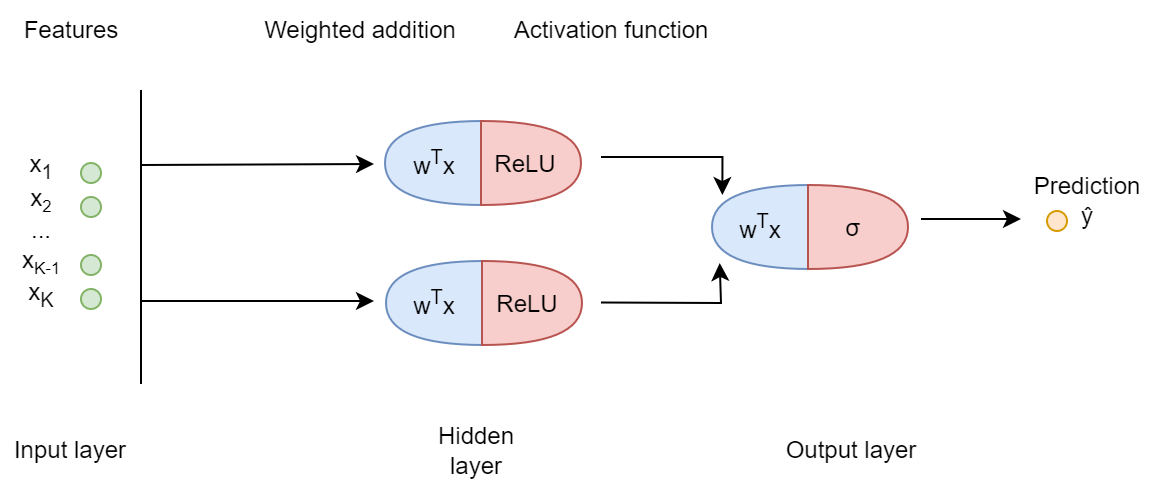 Features
Weighted addition
Activation function
x1
x2
...
xK-1
xK
wTx
ReLU
wTx
ReLU
wTx
σ
Prediction
ŷ
Input layer
Hidden
layer
Output layer